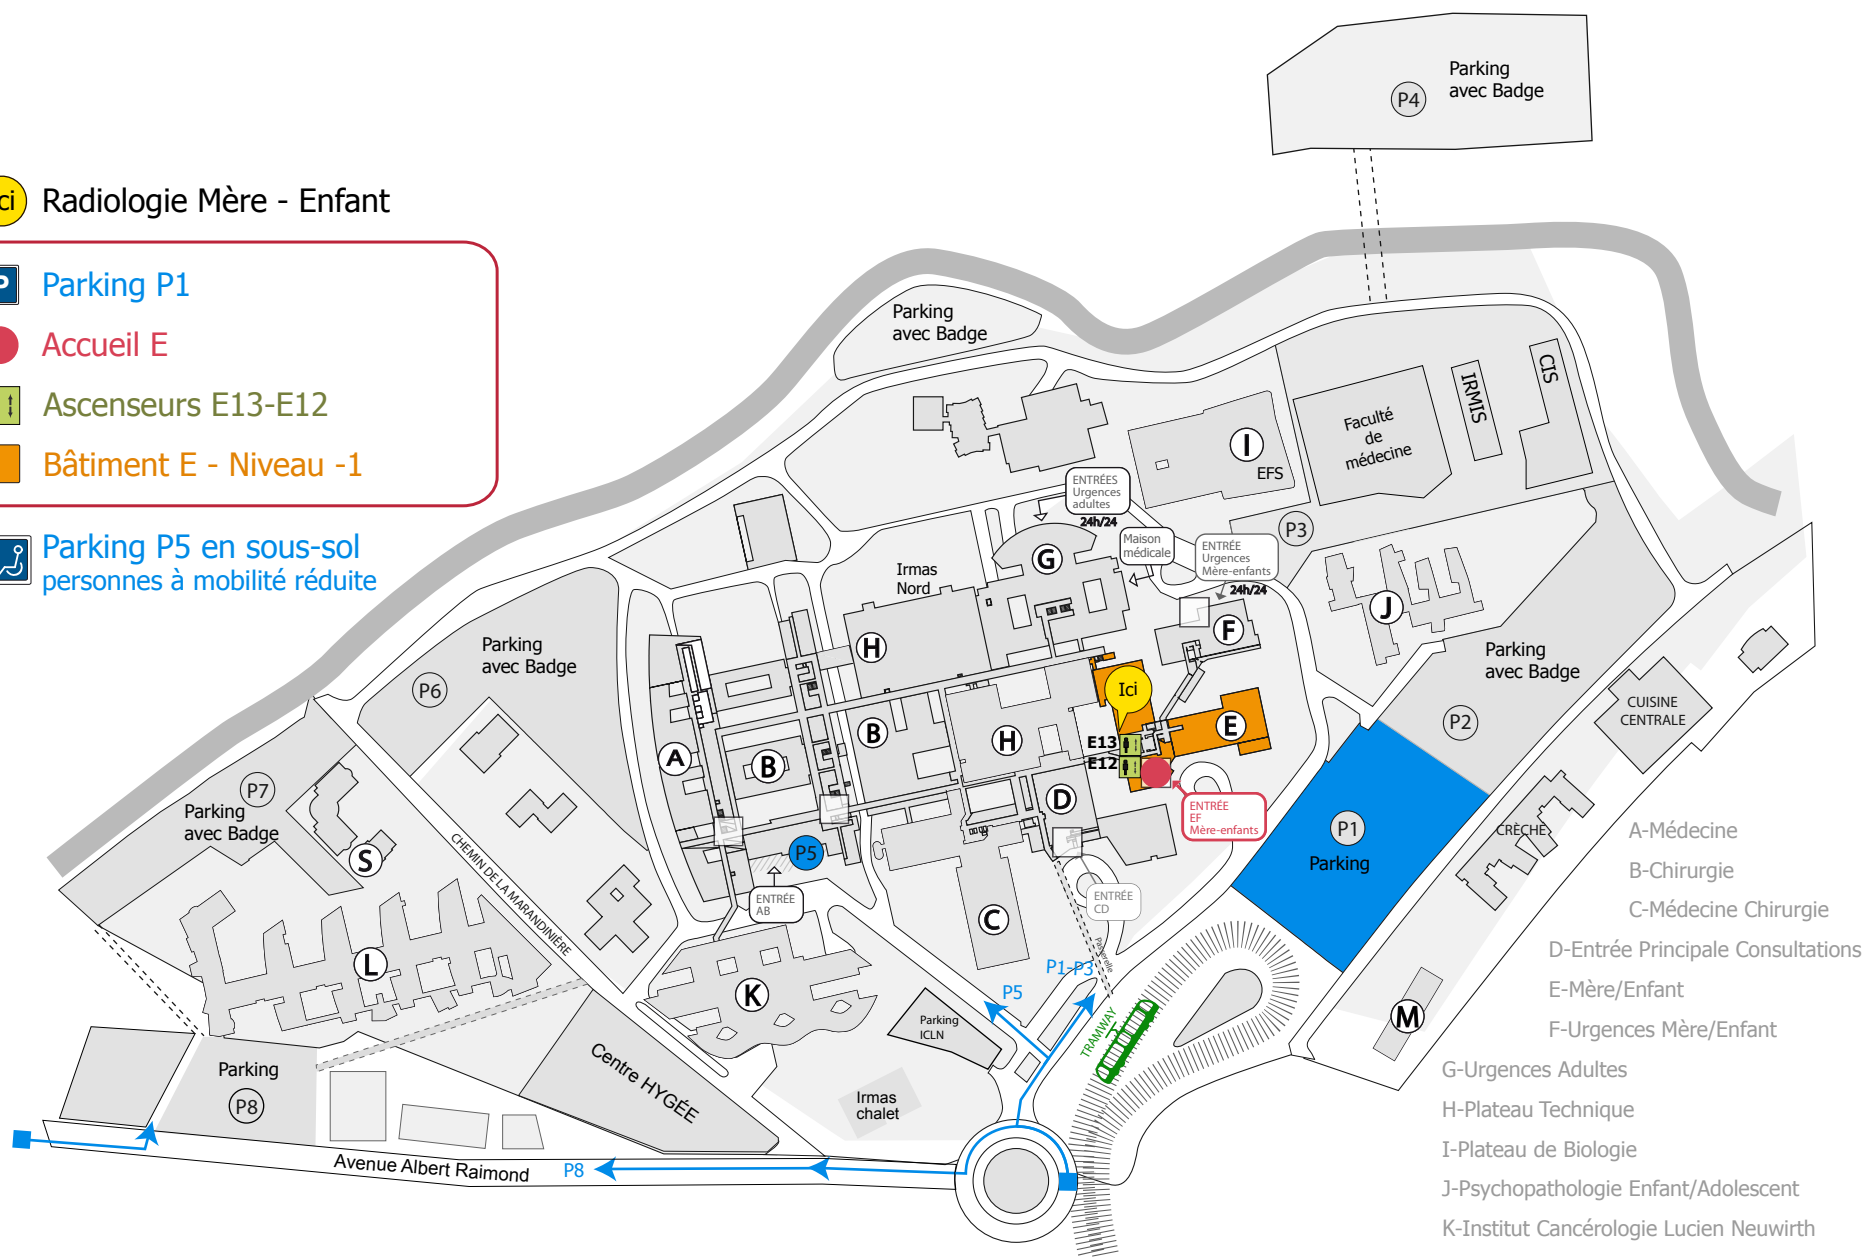 Parking
avec Badge
P4
ci
Radiologie Mère - Enfant
P
Parking P1
Accueil E
Ascenseurs E13-E12
Bâtiment E - Niveau -1
Parking P5 en sous-sol
personnes à mobilité réduite
Parking
avec Badge
CIS
IRMIS
Faculté
de
médecine
I
EFS
ENTRÉES
Urgences
adultes
24h/24
P3
Maison
médicale
ENTRÉE
Urgences
Mère-enfants
24h/24
G
Irmas
Nord
J
F
H
Parking
avec Badge
P6
Parking
avec Badge
P2
CUISINE
CENTRALE
Ici
E
E13
E12
B
H
A
B
D
P7
Parking
avec Badge
S
ENTRÉE
EF
Mère-enfants
P1
Parking
CRÈCHE
P5
ENTRÉE
AB
ENTRÉE
CD
CHEMIN DE LA MARANDINIÈRE
C
Passerelle
L
K
P1-P3
P5
Parking
ICLN
TRAMWAY
M
Centre HYGÉE
Irmas
chalet
Parking
P8
Avenue Albert Raimond
P8
A-Médecine
B-Chirurgie
C-Médecine Chirurgie
D-Entrée Principale Consultations
E-Mère/Enfant
F-Urgences Mère/Enfant
G-Urgences Adultes
H-Plateau Technique
I-Plateau de Biologie
J-Psychopathologie Enfant/Adolescent
K-Institut Cancérologie Lucien Neuwirth